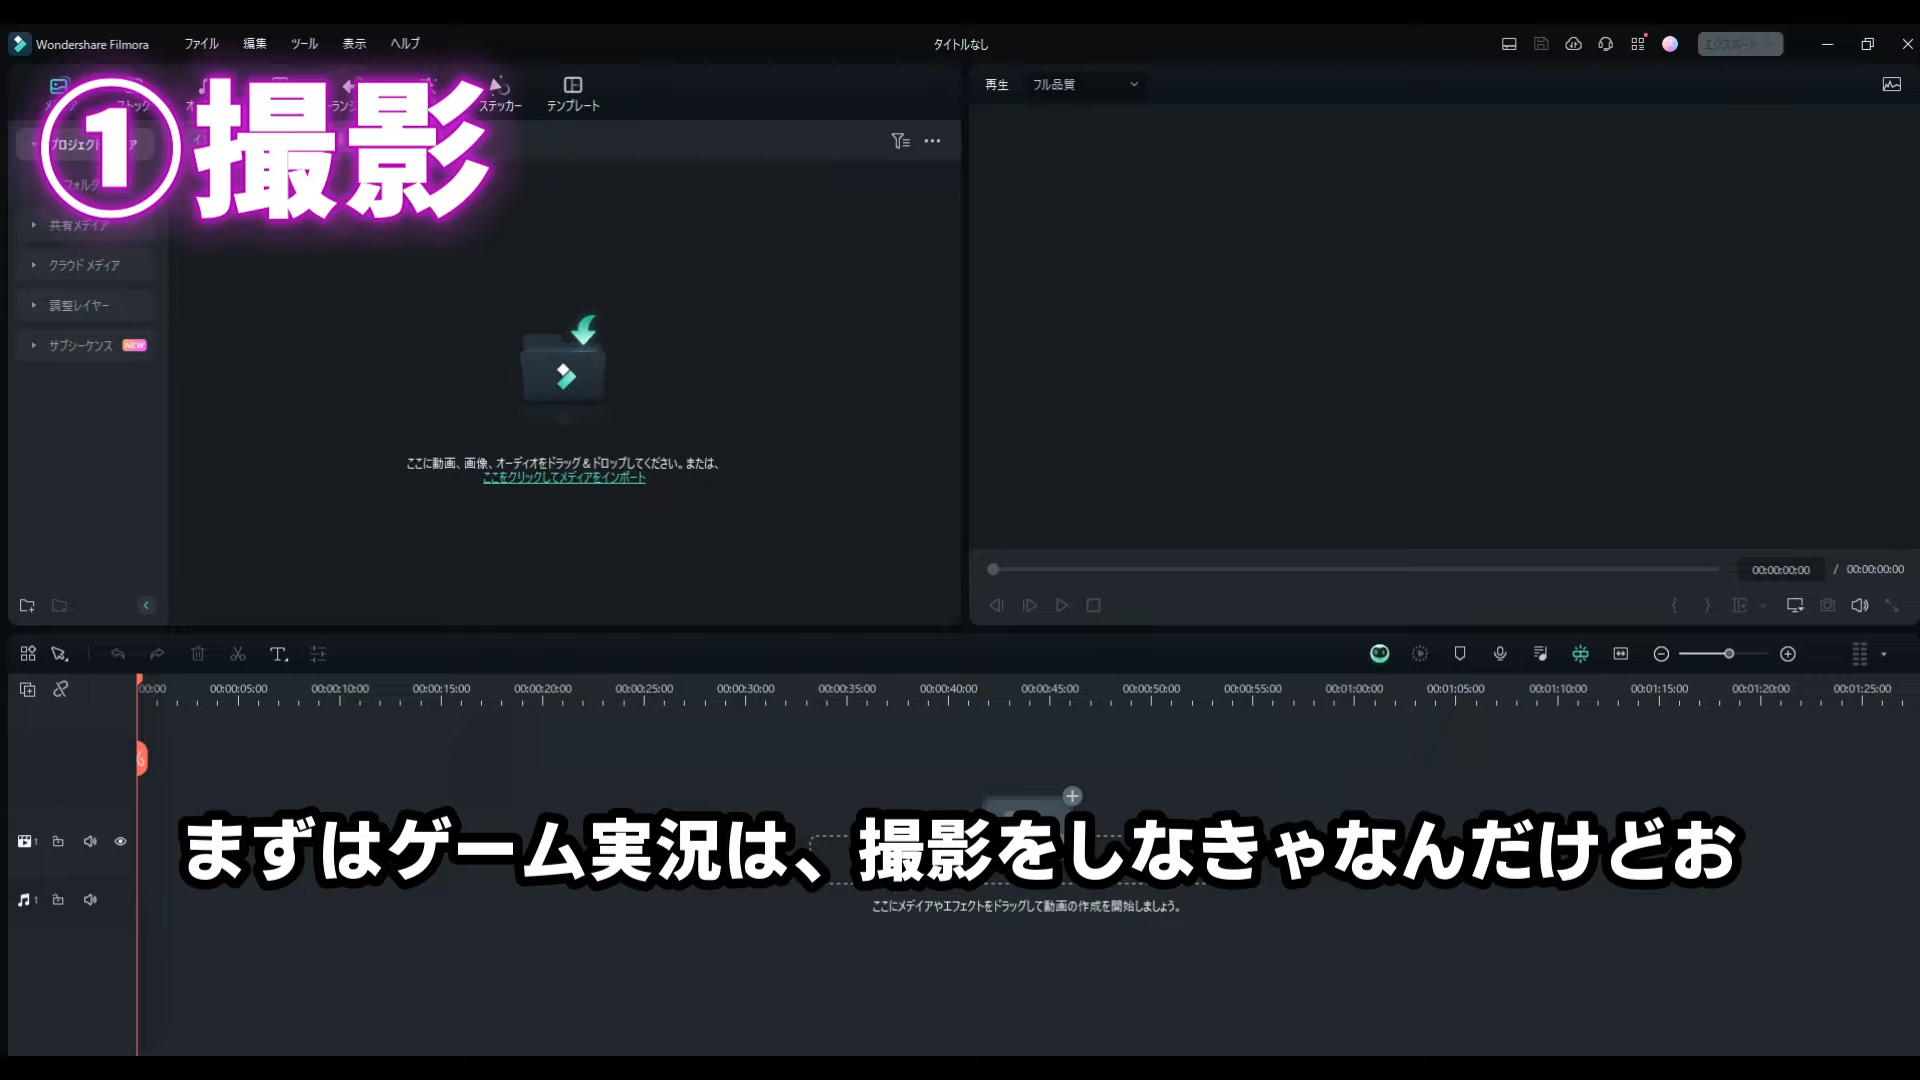 Wondershare Filmora ファイル 編集 ツール 表示 ヘルプ
タイトルなし
エクスポート
①撮影
ステッカー テンプレート
再生 フル品質
共有メディア
クラウド メディア
調整レイヤー
サブシーケンス NEW
ここに動画、画像、オーディオをドラッグ&ドロップしてください。または、
ここをクリックしてメディアをインポート
00:00:00:00 / 00:00:00:00
00:00 00:00:05:00 00:00:10:00 00:00:15:00 00:00:20:00 00:00:25:00 00:00:30:00 00:00:35:00 00:00:40:00 00:00:45:00 00:00:50:00 00:00:55:00 00:01:00:00 00:01:05:00 00:01:10:00 00:01:15:00 00:01:20:00 00:01:25:00
1
まずはゲーム実況は、撮影をしなきゃなんだけどお
1
ここにメディアやエフェクトをドラッグして動画の作成を開始しましょう。